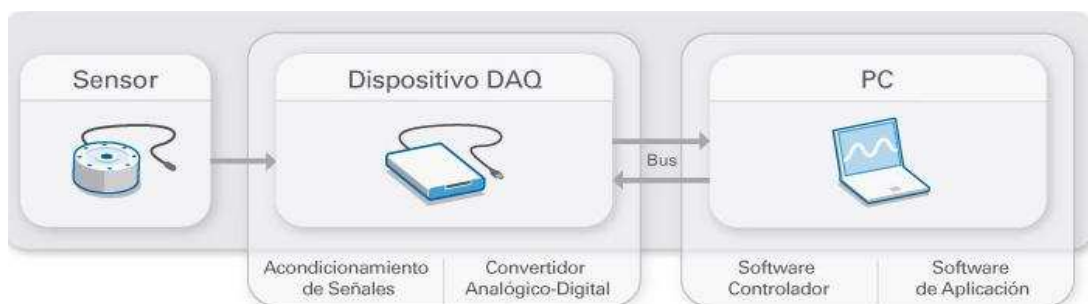 Sensor
Dispositivo DAQ
PC
Bus
Acondicionamiento
de Señales
Convertidor
Analógico-Digital
Software
Controlador
Software
de Aplicación